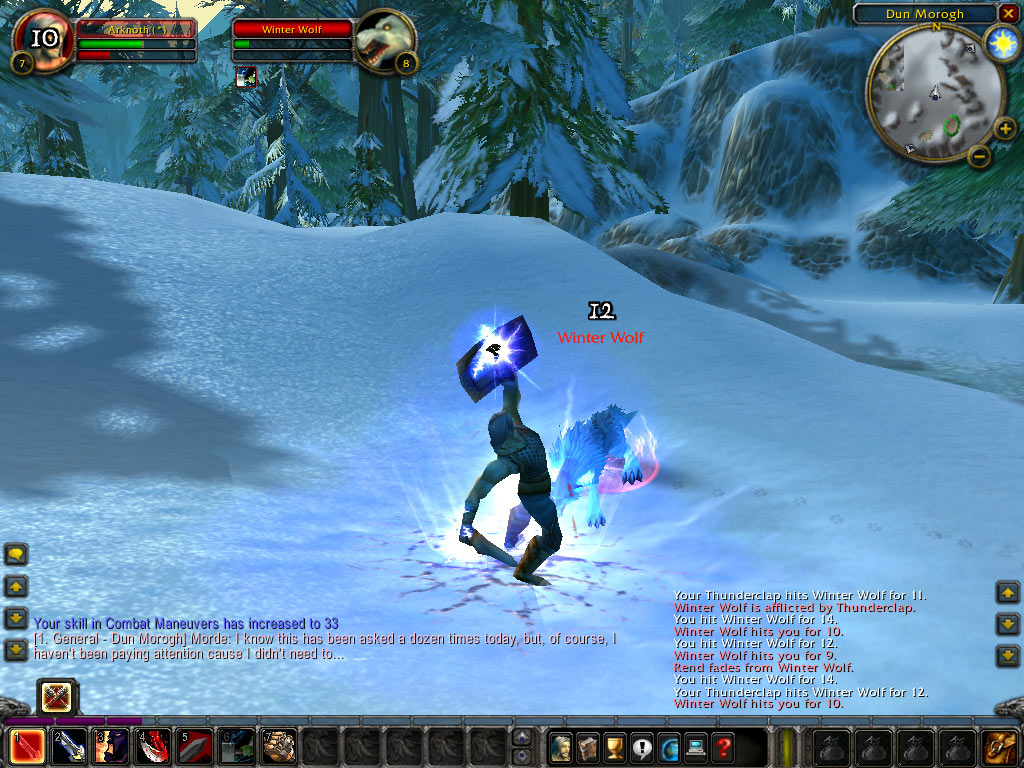 10
Arknoth (*)
7
Winter Wolf
8
Dun Morogh
N
12
Winter Wolf
Your skill in Combat Maneuvers has increased to 33
[1. General - Dun Morogh] Morde: I know this has been asked a dozen times today, but, of course, I
haven't been paying attention cause I didn't need to...
Your Thunderclap hits Winter Wolf for 11.
Winter Wolf is afflicted by Thunderclap.
You hit Winter Wolf for 14.
Winter Wolf hits you for 10.
You hit Winter Wolf for 12.
Winter Wolf hits you for 9.
Rend fades from Winter Wolf.
You hit Winter Wolf for 14.
Your Thunderclap hits Winter Wolf for 12.
Winter Wolf hits you for 10.
1 2 3 4 5 6 7